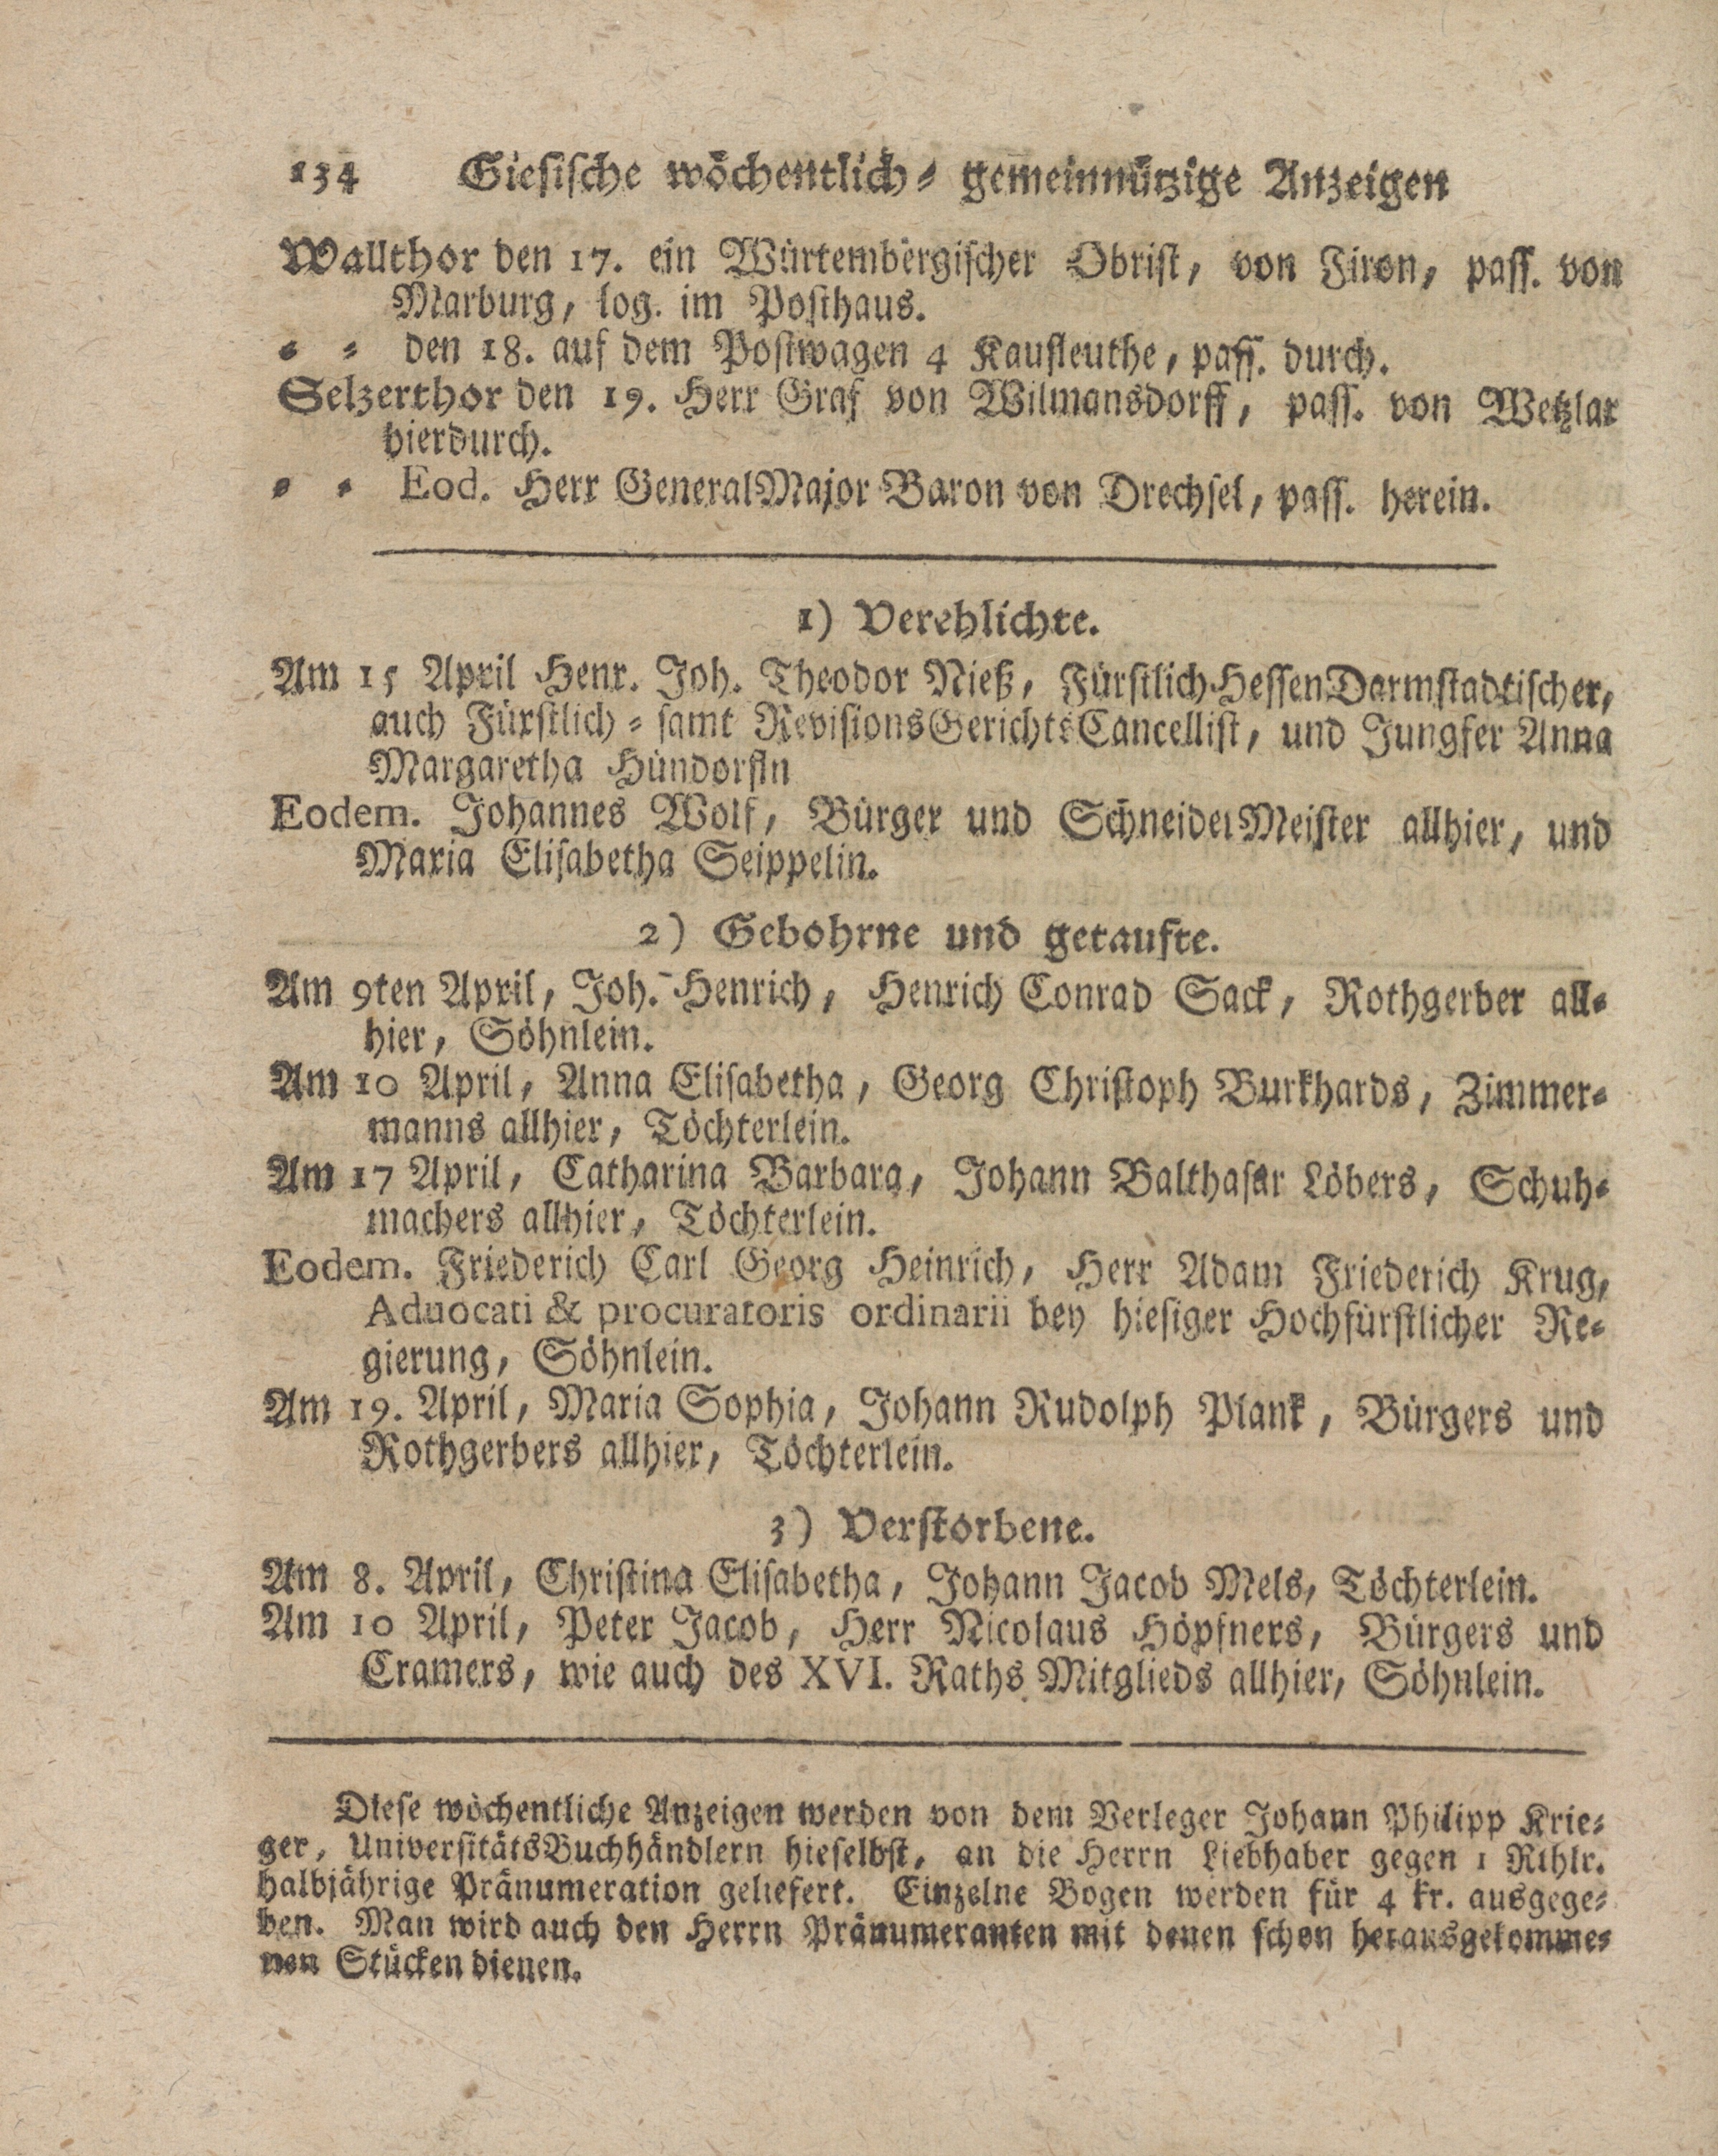 134 Giesische wöchentlich = gemeinnützige Anzeigen
Wallthor den 17. ein Würtembergischer Obrist, von Firon, pass. von
Marburg, log. im Posthaus.
= = den 18. auf dem Postwagen 4 Kaufleuthe, pass. durch.
Selzerthor den 19. Herr Graf von Wilmansdorff, pass. von Wetzlar
hierdurch.
= = Eod. Herr GeneralMajor Baron von Drechsel, pass. herein.
1) Verehlichte.
Am 15 April Henr. Joh. Theodor Nieß, FürstlichHessenDarmstadtischer,
auch Fürstlich = samt RevisionsGerichtsCancellist, und Jungfer Anna
Margaretha Hündorfin
Eodem. Johannes Wolf, Bürger und SchneiderMeister allhier, und
Maria Elisabetha Seippelin.
2) Gebohrne und getaufte.
Am 9ten April, Joh. Henrich, Henrich Conrad Sack, Rothgerber all=
hier, Söhnlein.
Am 10 April, Anna Elisabetha, Georg Christoph Burkhards, Zimmer=
manns allhier, Töchterlein.
Am 17 April, Catharina Barbara, Johann Balthasar Löbers, Schuh=
machers allhier, Töchterlein.
Eodem. Friederich Carl Georg Heinrich, Herr Adam Friederich Krug,
Aduocati & procuratoris ordinarii bey hiesiger Hochfürstlicher Re=
gierung, Söhnlein.
Am 19. April, Maria Sophia, Johann Rudolph Plank, Bürgers und
Rothgerbers allhier, Töchterlein.
3) Verstorbene.
Am 8. April, Christina Elisabetha, Johann Jacob Mels, Töchterlein.
Am 10 April, Peter Jacob, Herr Nicolaus Höpfners, Bürgers und
Cramers, wie auch des XVI. Raths Mitglieds allhier, Söhnlein.
Diese wöchentliche Anzeigen werden von dem Verleger Johann Philipp Krie=
ger, UniversitätsBuchhändlern hieselbst, an die Herrn Liebhaber gegen 1 Rthlr.
halbjährige Pränumeration geliefert. Einzelne Bogen werden für 4 kr. ausgege=
ben. Man wird auch den Herrn Pränumeranten mit denen schon herausgekomme=
nen Stücken dienen.